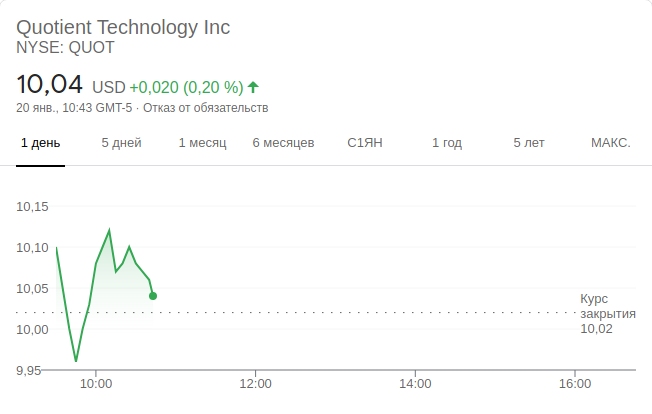 Quotient Technology Inc
NYSE: QUOT
10,04 USD +0,020 (0,20 %)
20 янв., 10:43 GMT-5 · Отказ от обязательств
1 день 5 дней 1 месяц 6 месяцев С1ЯН 1 год 5 лет МАКС.
10,15
10,10
10,05
Курс
закрытия
10,02
10,00
9,95
10:00 12:00 14:00 16:00